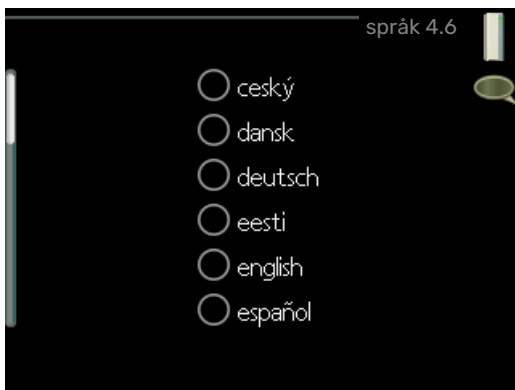 språk 4.6
ceský
dansk
deutsch
eesti
english
español